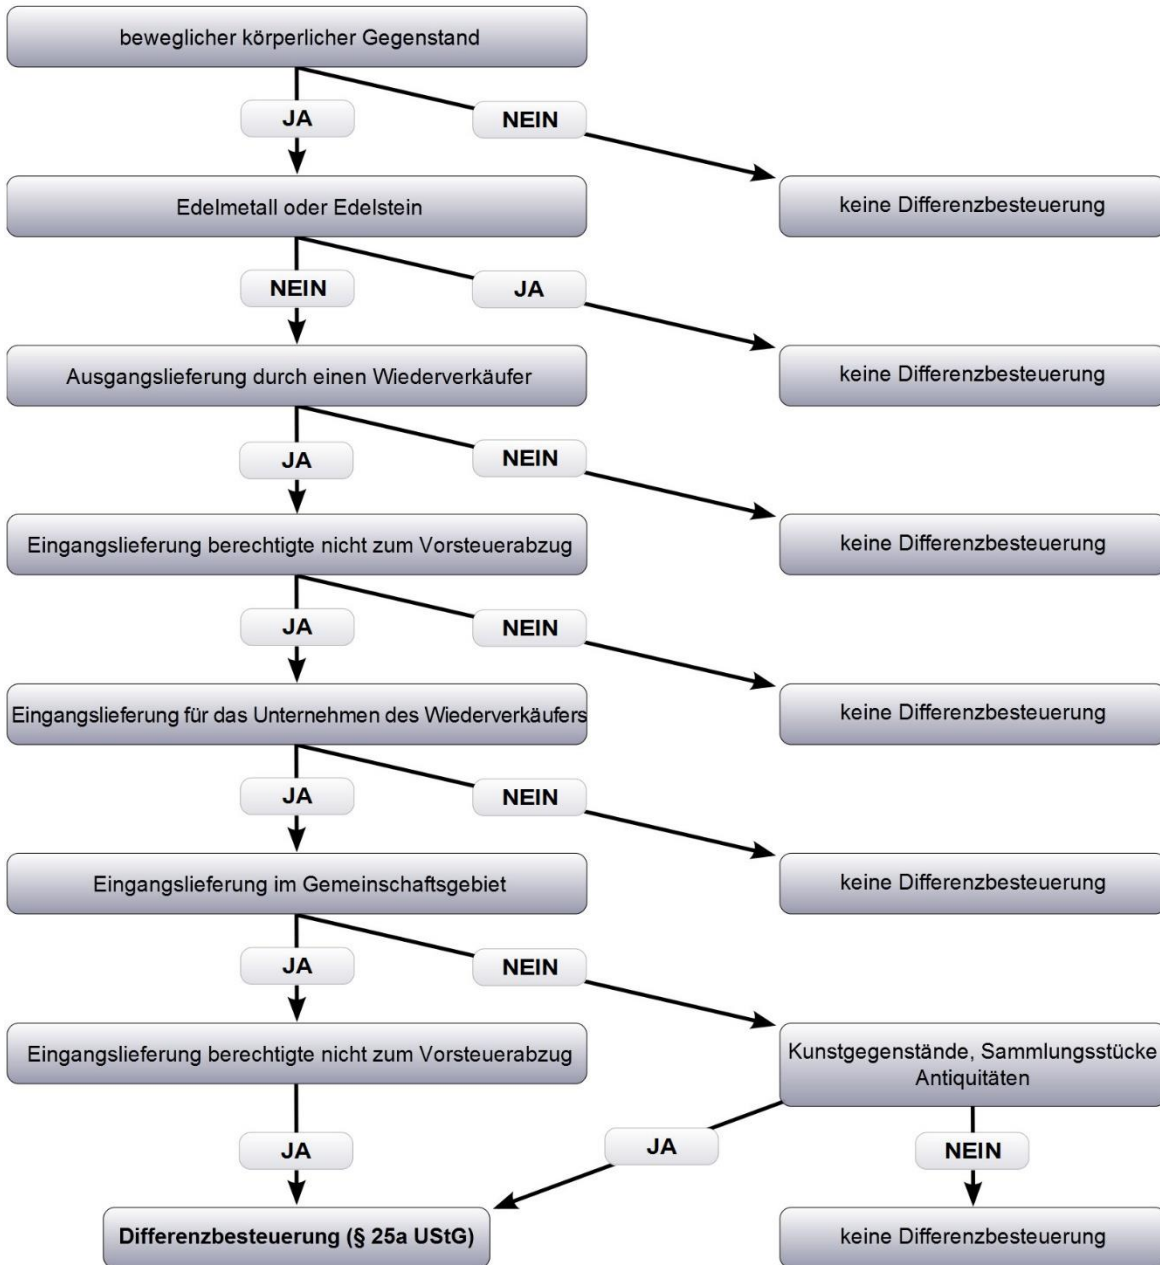 beweglicher körperlicher Gegenstand
JA
NEIN
Edelmetall oder Edelstein
keine Differenzbesteuerung
NEIN
JA
Ausgangslieferung durch einen Wiederverkäufer
keine Differenzbesteuerung
JA
NEIN
Eingangslieferung berechtigte nicht zum Vorsteuerabzug
keine Differenzbesteuerung
JA
NEIN
Eingangslieferung für das Unternehmen des Wiederverkäufers
keine Differenzbesteuerung
JA
NEIN
Eingangslieferung im Gemeinschaftsgebiet
keine Differenzbesteuerung
JA
NEIN
Eingangslieferung berechtigte nicht zum Vorsteuerabzug
Kunstgegenstände, Sammlungsstücke
Antiquitäten
JA
JA
NEIN
Differenzbesteuerung (§ 25a UStG)
keine Differenzbesteuerung